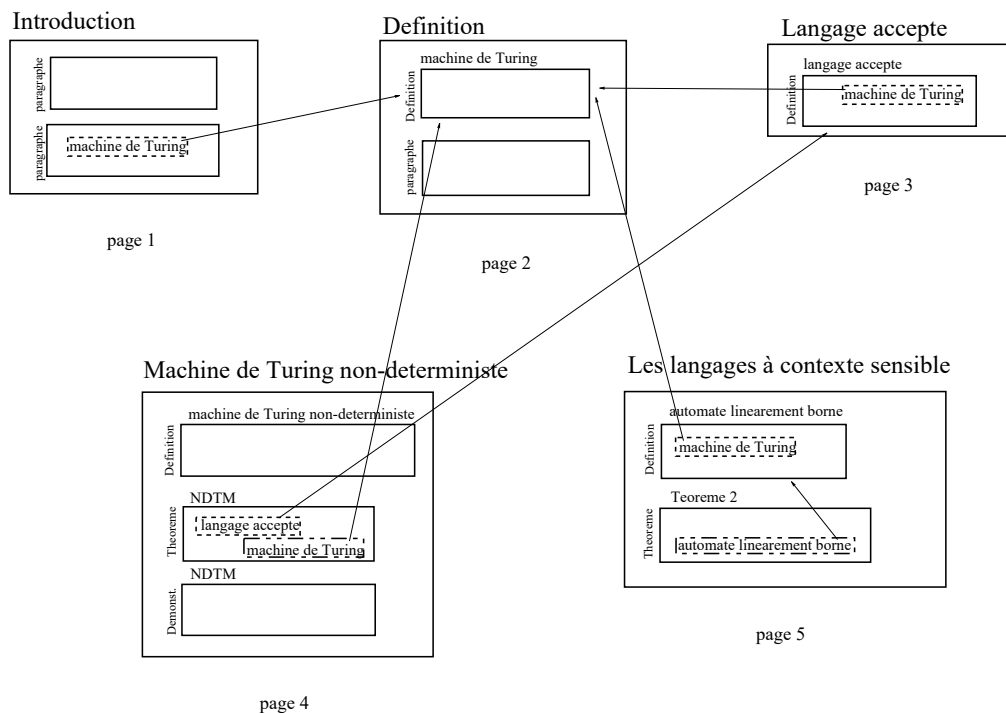 Introduction
paragraphe
paragraphe
machine de Turing
page 1
Definition
machine de Turing
Definition
paragraphe
page 2
Langage accepte
langage accepte
Definition
machine de Turing
page 3
Machine de Turing non-deterministe
machine de Turing non-deterministe
Definition
NDTM
Theoreme
langage accepte
machine de Turing
NDTM
Demonst.
page 4
Les langages à contexte sensible
automate linearement borne
Definition
machine de Turing
Teoreme 2
Theoreme
automate linearement borne
page 5